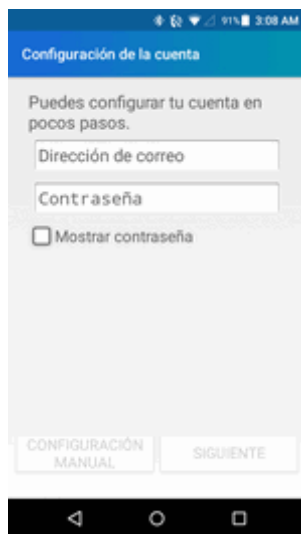 91% 3:08 AM
Configuración de la cuenta
Puedes configurar tu cuenta en
pocos pasos.
Dirección de correo
Contraseña
Mostrar contraseña
CONFIGURACIÓN
MANUAL
SIGUIENTE